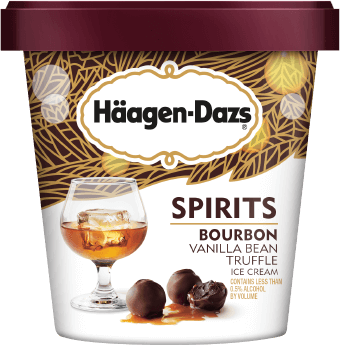 Häagen-Dazs®
SPIRITS
BOURBON
VANILLA BEAN
TRUFFLE
ICE CREAM
CONTAINS LESS THAN
0.5% ALCOHOL
BY VOLUME